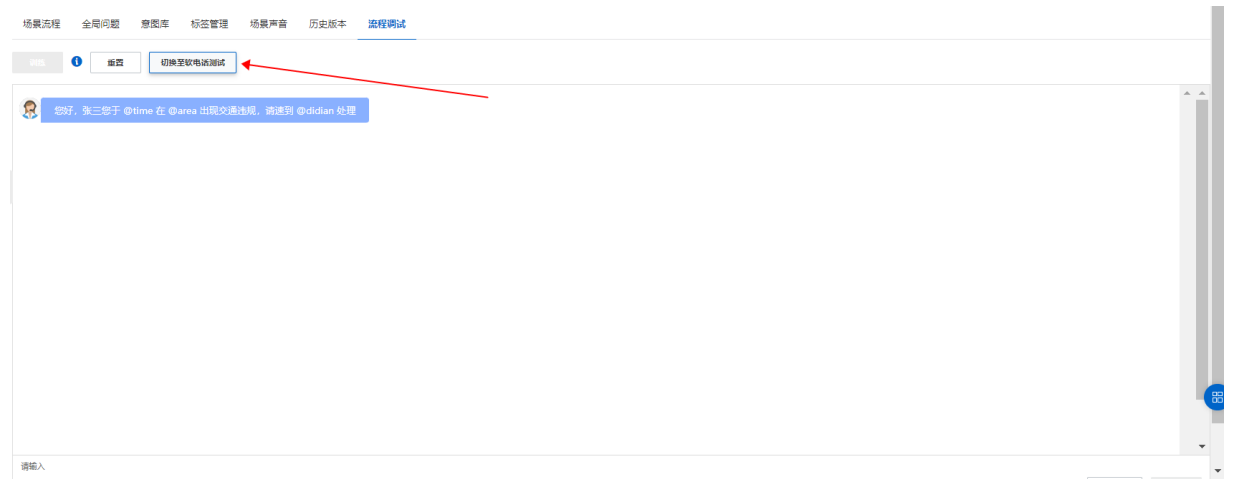 场景流程 全局问题 意图库 标签管理 场景声音 历史版本 流程调试
重置 切换至软电话测试
您好，张三您于 @time 在 @area 出现交通违规，请速到 @didian 处理
请输入